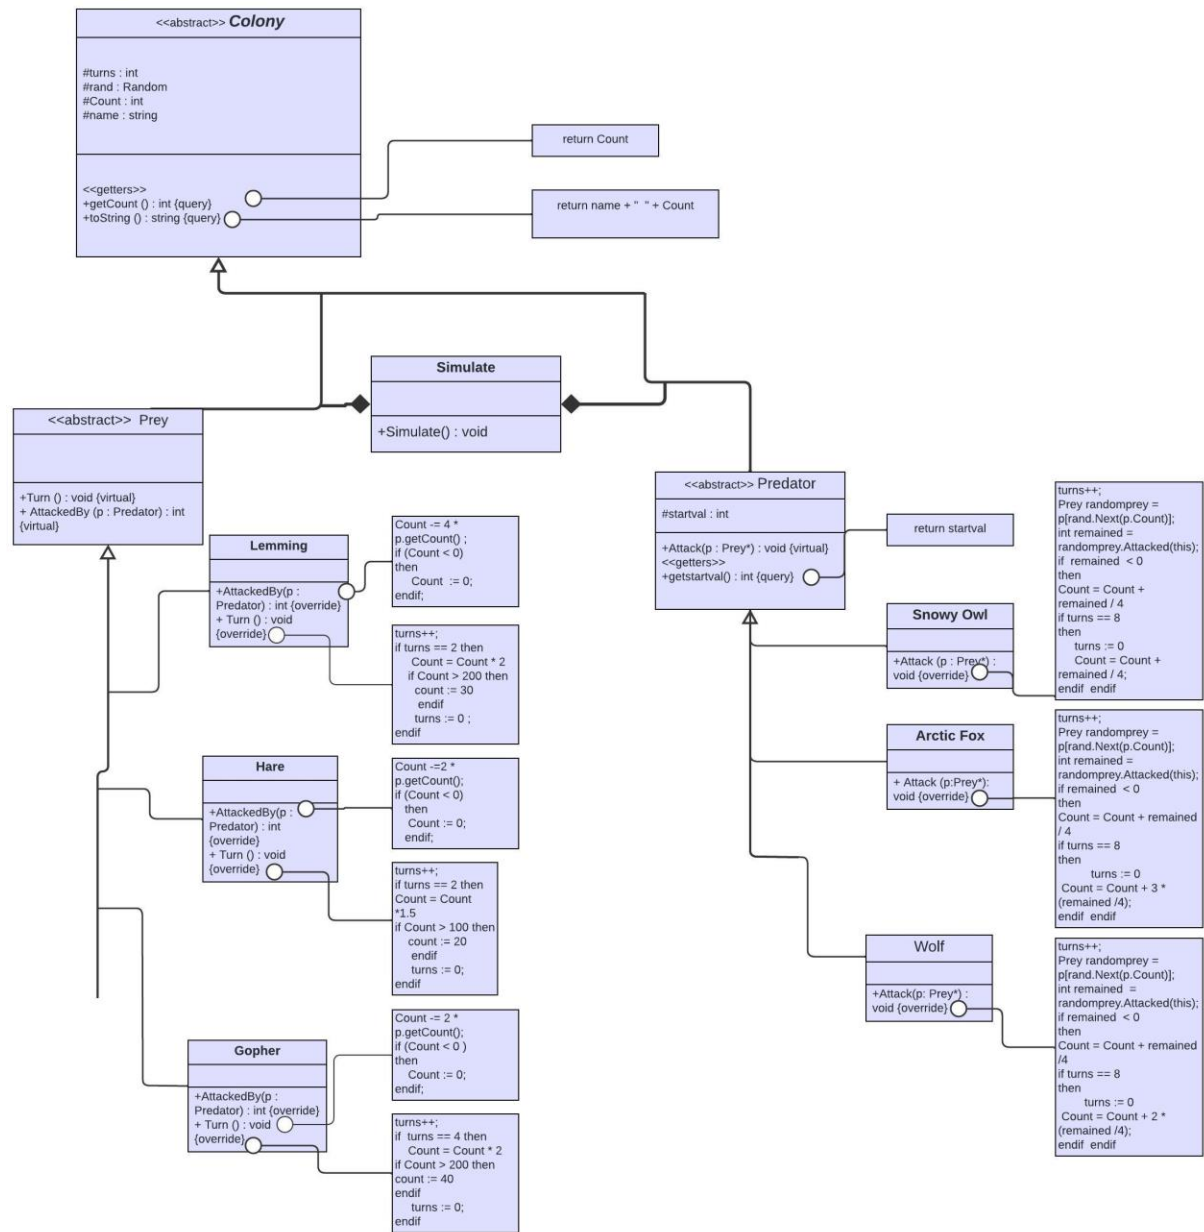 <<abstract>> Colony
#turns : int
#rand : Random
#Count : int
#name : string
<<getters>>
+getCount () : int {query}
+toString () : string {query}
return Count
return name + "  " + Count
Simulate
+Simulate() : void
<<abstract>>  Prey
+Turn () : void {virtual}
+ AttackedBy (p : Predator) : int
{virtual}
Lemming
+AttackedBy(p :
Predator) : int {override}
+ Turn () : void
{override}
Count -= 4 *
p.getCount() ;
if (Count < 0)
then
Count  := 0;
endif;
turns++;
if turns == 2 then
Count = Count * 2
if Count > 200 then
count := 30
endif
turns := 0 ;
endif
Hare
+AttackedBy(p :
Predator) : int
{override}
+ Turn () : void
{override}
Count -=2 *
p.getCount();
if (Count < 0)
then
Count := 0;
endif;
turns++;
if turns == 2 then
Count = Count
*1.5
if Count > 100 then
count := 20
endif
turns := 0;
endif
Gopher
+AttackedBy(p :
Predator) : int {override}
+ Turn () : void
{override}
Count -= 2 *
p.getCount();
if (Count < 0 )
then
Count := 0;
endif;
turns++;
if  turns == 4 then
Count = Count * 2
if Count > 200 then
count := 40
endif
turns := 0;
endif
<<abstract>> Predator
#startval : int
+Attack(p : Prey*) : void {virtual}
<<getters>>
+getstartval() : int {query}
return startval
Snowy Owl
+Attack (p : Prey*) :
void {override}
turns++;
Prey randomprey =
p[rand.Next(p.Count)];
int remained =
randomprey.Attacked(this);
if  remained  < 0
then
Count = Count +
remained / 4
if turns == 8
then
turns := 0
Count = Count +
remained / 4;
endif  endif
Arctic Fox
+ Attack (p:Prey*):
void {override}
turns++;
Prey randomprey =
p[rand.Next(p.Count)];
int remained =
randomprey.Attacked(this);
if remained  < 0
then
Count = Count + remained
/ 4
if turns == 8
then
turns := 0
Count = Count + 3 *
(remained /4);
endif  endif
Wolf
+Attack(p: Prey*) :
void {override}
turns++;
Prey randomprey =
p[rand.Next(p.Count)];
int remained  =
randomprey.Attacked(this);
if remained  < 0
then
Count = Count + remained
/4
if turns == 8
then
turns := 0
Count = Count + 2 *
(remained /4);
endif  endif